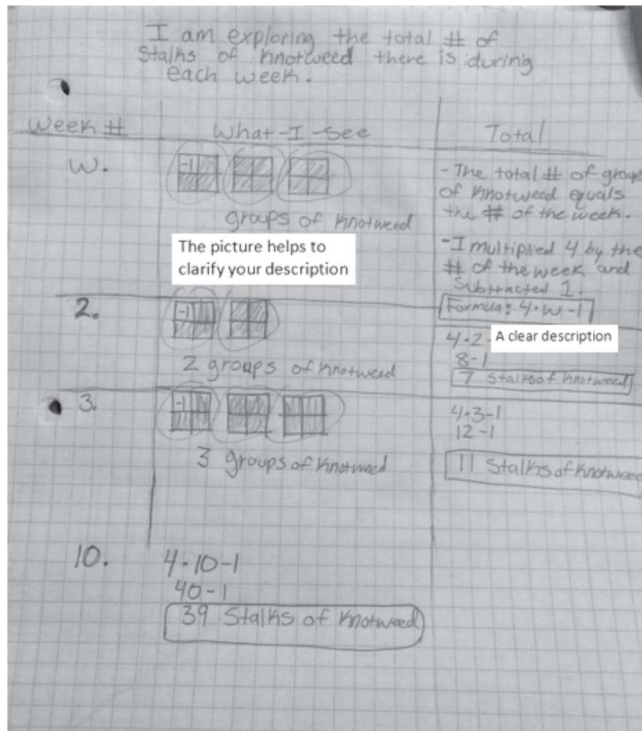 I am exploring the total # of
Stalks of knotweed there is during
each week.
Week #
What-I-See
Total
W.
-1
groups of knotweed
- The total # of groups
of knotweed equals
the # of the week.
- I multiplied 4 by the
# of the week and
Subtracted 1.
Formula: 4·w-1
The picture helps to
clarify your description
2.
-1
2 groups of knotweed
4·2
A clear description
8-1
7 Stalks of knotweed
3.
-1
3 groups of knotweed
4·3-1
12-1
11 Stalks of knotweed
10.
4·10-1
40-1
39 Stalks of knotweed